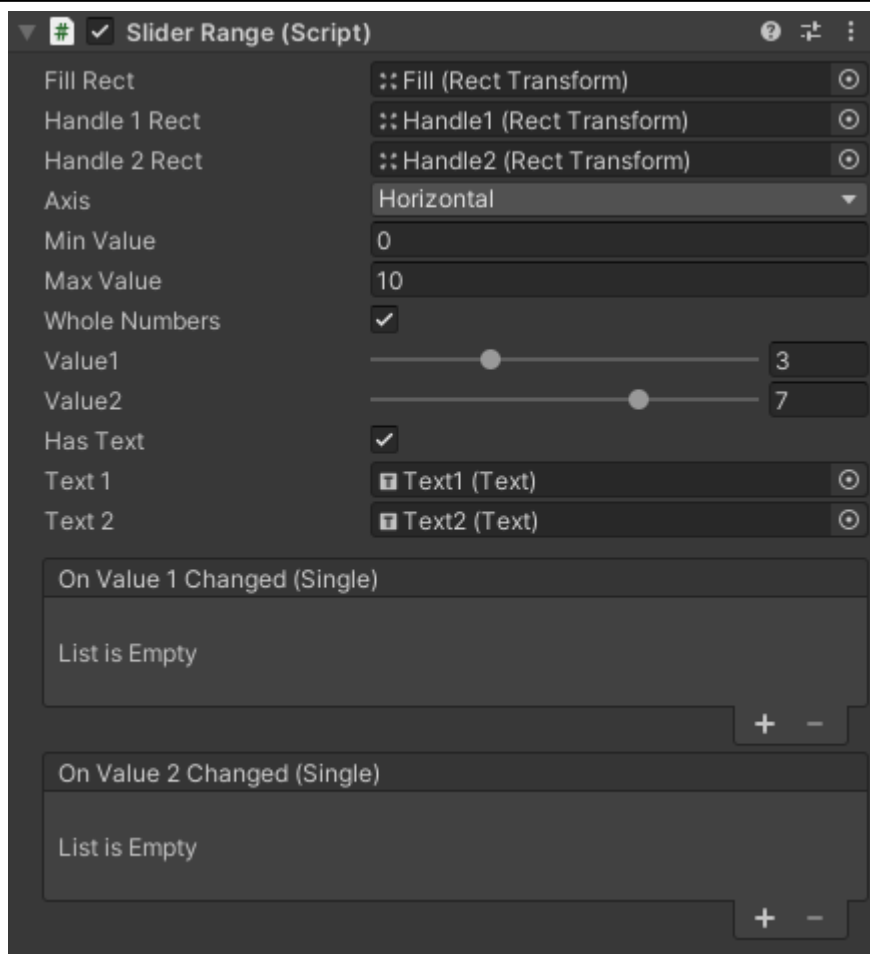 # Slider Range (Script)
Fill Rect Fill (Rect Transform)
Handle 1 Rect Handle1 (Rect Transform)
Handle 2 Rect Handle2 (Rect Transform)
Axis Horizontal
Min Value 0
Max Value 10
Whole Numbers
Value1 3
Value2 7
Has Text
Text 1 T Text1 (Text)
Text 2 T Text2 (Text)
On Value 1 Changed (Single)
List is Empty
+ −
On Value 2 Changed (Single)
List is Empty
+ −